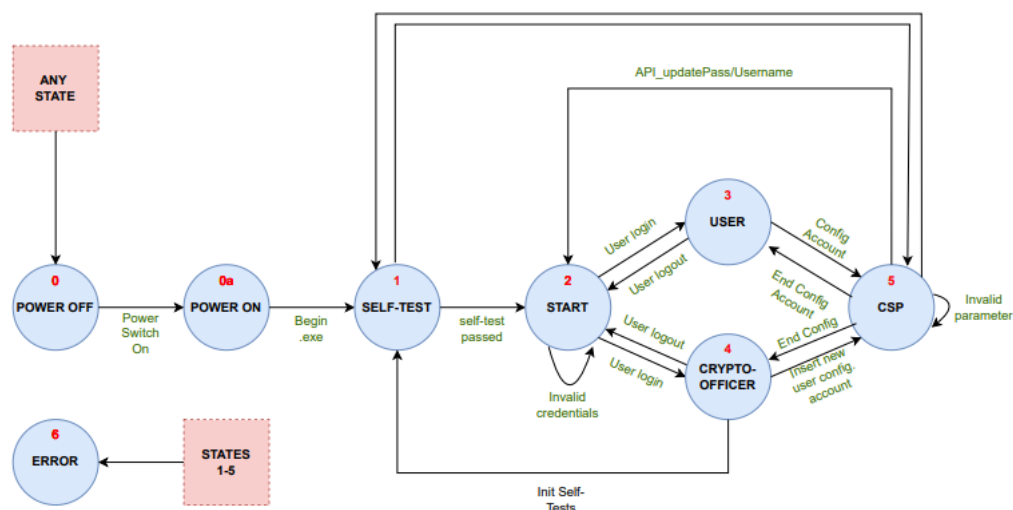 ANY
STATE
API_updatePass/Username
3
USER
User login
User logout
Config
Account
End Config
Account
0
POWER OFF
Power
Switch
On
0a
POWER ON
Begin
.exe
1
SELF-TEST
self-test
passed
2
START
Invalid
credentials
User logout
User login
4
CRYPTO-
OFFICER
End Config
Insert new
user config.
account
5
CSP
Invalid
parameter
6
ERROR
STATES
1-5
Init Self-
Tests